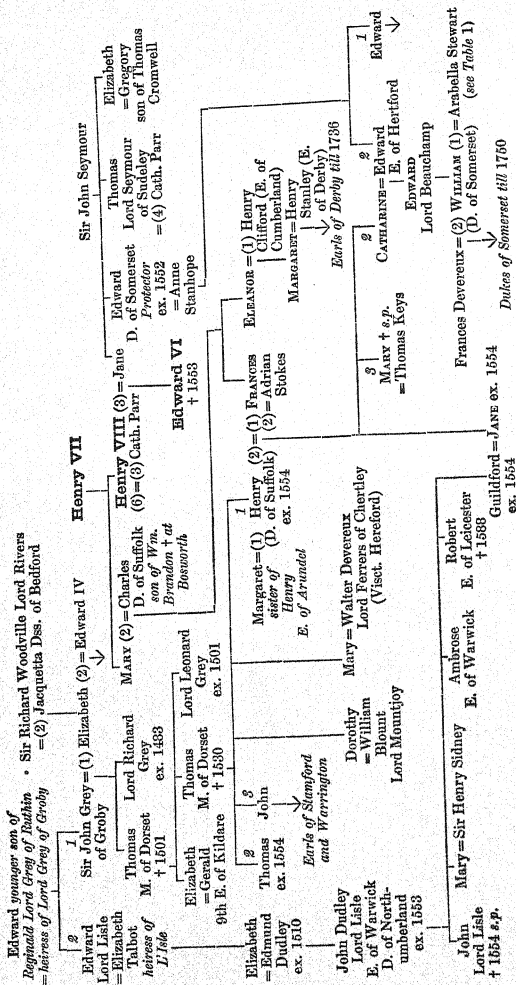 Edward younger son of
Reginald Lord Grey of Ruthin
= heiress of Lord Grey of Groby
Sir Richard Woodville Lord Rivers
= (2) Jacquetta Dss. of Bedford
2
Edward
Lord Lisle
= Elizabeth
Talbot
heiress of
L'Isle
1
Sir John Grey = (1) Elizabeth (2) = Edward IV
of Groby
Henry VII
Thomas
M. of Dorset
† 1501
Lord Richard
Grey
ex. 1483
MARY (2) = Charles
D. of Suffolk
son of Wm.
Brandon † at
Bosworth
Henry VIII (3) = Jane
(6) = (3) Cath. Parr
Edward VI
† 1553
Sir John Seymour
Edward
D. of Somerset
Protector
ex. 1552
= Anne
Stanhope
Thomas
Lord Seymour
of Sudeley
= (4) Cath. Parr
Elizabeth
= Gregory
son of Thomas
Cromwell
Elizabeth
= Gerald
9th E. of Kildare
Thomas
M. of Dorset
† 1530
Lord Leonard
Grey
ex. 1501
ELEANOR = (1) Henry
Clifford (E. of
Cumberland)
MARGARET = Henry
Stanley (E.
of Derby)
Earls of Derby till 1736
Elizabeth
= Edmund
Dudley
ex. 1510
2
Thomas
ex. 1554
3
John
Earls of Stamford
and Warrington
Dorothy
= William
Blount
Lord Mountjoy
Mary = Walter Devereux
Lord Ferrers of Chertley
(Visct. Hereford)
1
Margaret = (1) Henry (2) = (1) FRANCES
sister of (D. of Suffolk) (2) = Adrian
Henry ex. 1554 Stokes
E. of Arundel
3
MARY † s.p.
= Thomas Keys
2
CATHARINE = Edward
E. of Hertford
2
1
Edward
EDWARD
Lord Beauchamp
John Dudley
Lord Lisle
E. of Warwick
D. of North-
umberland
ex. 1553
Frances Devereux = (2) WILLIAM (1) = Arabella Stewart
(D. of Somerset) (see Table 1)
Dukes of Somerset till 1750
John
Lord Lisle
† 1554 s.p.
Mary = Sir Henry Sidney
Ambrose
E. of Warwick
Robert
E. of Leicester
† 1588
Guildford = JANE ex. 1554
ex. 1554